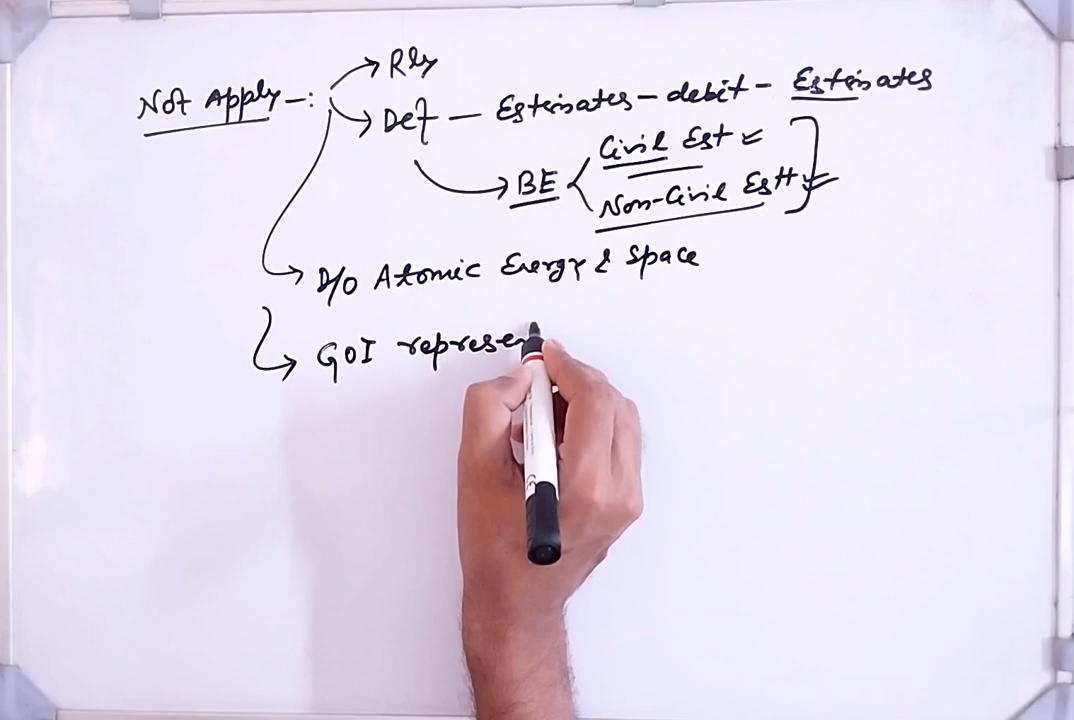 Rly
Not Apply -:
Def - Estimates - debit - Estimates
Civil Est
BE
Non-Civil Estt
D/O Atomic Energy & Space
GOI represen